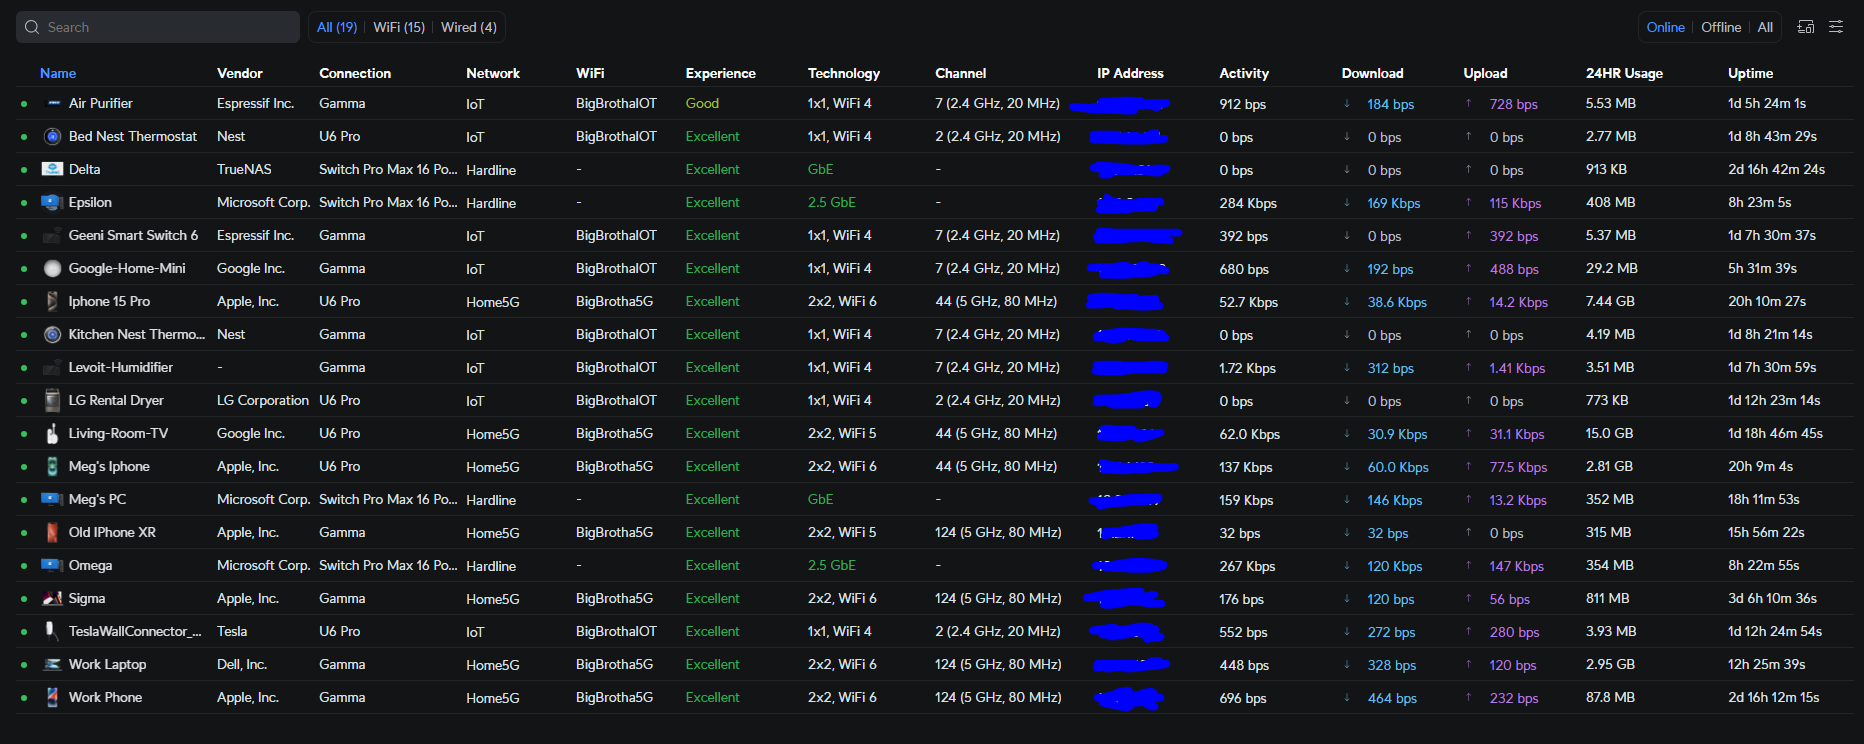 Search All (19) WiFi (15) Wired (4) Online Offline All
Name Vendor Connection Network WiFi Experience Technology Channel IP Address Activity Download Upload 24HR Usage Uptime
Air Purifier Espressif Inc. Gamma IoT BigBrothaIOT Good 1x1, WiFi 4 7 (2.4 GHz, 20 MHz) 912 bps ↓ 184 bps ↑ 728 bps 5.53 MB 1d 5h 24m 1s
Bed Nest Thermostat Nest U6 Pro IoT BigBrothaIOT Excellent 1x1, WiFi 4 2 (2.4 GHz, 20 MHz) 0 bps ↓ 0 bps ↑ 0 bps 2.77 MB 1d 8h 43m 29s
Delta TrueNAS Switch Pro Max 16 Po... Hardline - Excellent GbE - 0 bps ↓ 0 bps ↑ 0 bps 913 KB 2d 16h 42m 24s
Epsilon Microsoft Corp. Switch Pro Max 16 Po... Hardline - Excellent 2.5 GbE - 284 Kbps ↓ 169 Kbps ↑ 115 Kbps 408 MB 8h 23m 5s
Geeni Smart Switch 6 Espressif Inc. Gamma IoT BigBrothaIOT Excellent 1x1, WiFi 4 7 (2.4 GHz, 20 MHz) 392 bps ↓ 0 bps ↑ 392 bps 5.37 MB 1d 7h 30m 37s
Google-Home-Mini Google Inc. Gamma IoT BigBrothaIOT Excellent 1x1, WiFi 4 7 (2.4 GHz, 20 MHz) 680 bps ↓ 192 bps ↑ 488 bps 29.2 MB 5h 31m 39s
Iphone 15 Pro Apple, Inc. U6 Pro Home5G BigBrotha5G Excellent 2x2, WiFi 6 44 (5 GHz, 80 MHz) 52.7 Kbps ↓ 38.6 Kbps ↑ 14.2 Kbps 7.44 GB 20h 10m 27s
Kitchen Nest Thermo... Nest Gamma IoT BigBrothaIOT Excellent 1x1, WiFi 4 7 (2.4 GHz, 20 MHz) 0 bps ↓ 0 bps ↑ 0 bps 4.19 MB 1d 8h 21m 14s
Levoit-Humidifier - Gamma IoT BigBrothaIOT Excellent 1x1, WiFi 4 7 (2.4 GHz, 20 MHz) 1.72 Kbps ↓ 312 bps ↑ 1.41 Kbps 3.51 MB 1d 7h 30m 59s
LG Rental Dryer LG Corporation U6 Pro IoT BigBrothaIOT Excellent 1x1, WiFi 4 2 (2.4 GHz, 20 MHz) 0 bps ↓ 0 bps ↑ 0 bps 773 KB 1d 12h 23m 14s
Living-Room-TV Google Inc. U6 Pro Home5G BigBrotha5G Excellent 2x2, WiFi 5 44 (5 GHz, 80 MHz) 62.0 Kbps ↓ 30.9 Kbps ↑ 31.1 Kbps 15.0 GB 1d 18h 46m 45s
Meg's Iphone Apple, Inc. U6 Pro Home5G BigBrotha5G Excellent 2x2, WiFi 6 44 (5 GHz, 80 MHz) 137 Kbps ↓ 60.0 Kbps ↑ 77.5 Kbps 2.81 GB 20h 9m 4s
Meg's PC Microsoft Corp. Switch Pro Max 16 Po... Hardline - Excellent GbE - 159 Kbps ↓ 146 Kbps ↑ 13.2 Kbps 352 MB 18h 11m 53s
Old IPhone XR Apple, Inc. Gamma Home5G BigBrotha5G Excellent 2x2, WiFi 5 124 (5 GHz, 80 MHz) 32 bps ↓ 32 bps ↑ 0 bps 315 MB 15h 56m 22s
Omega Microsoft Corp. Switch Pro Max 16 Po... Hardline - Excellent 2.5 GbE - 267 Kbps ↓ 120 Kbps ↑ 147 Kbps 354 MB 8h 22m 55s
Sigma Apple, Inc. Gamma Home5G BigBrotha5G Excellent 2x2, WiFi 6 124 (5 GHz, 80 MHz) 176 bps ↓ 120 bps ↑ 56 bps 811 MB 3d 6h 10m 36s
TeslaWallConnector_... Tesla U6 Pro IoT BigBrothaIOT Excellent 1x1, WiFi 4 2 (2.4 GHz, 20 MHz) 552 bps ↓ 272 bps ↑ 280 bps 3.93 MB 1d 12h 24m 54s
Work Laptop Dell, Inc. Gamma Home5G BigBrotha5G Excellent 2x2, WiFi 6 124 (5 GHz, 80 MHz) 448 bps ↓ 328 bps ↑ 120 bps 2.95 GB 12h 25m 39s
Work Phone Apple, Inc. Gamma Home5G BigBrotha5G Excellent 2x2, WiFi 6 124 (5 GHz, 80 MHz) 696 bps ↓ 464 bps ↑ 232 bps 87.8 MB 2d 16h 12m 15s